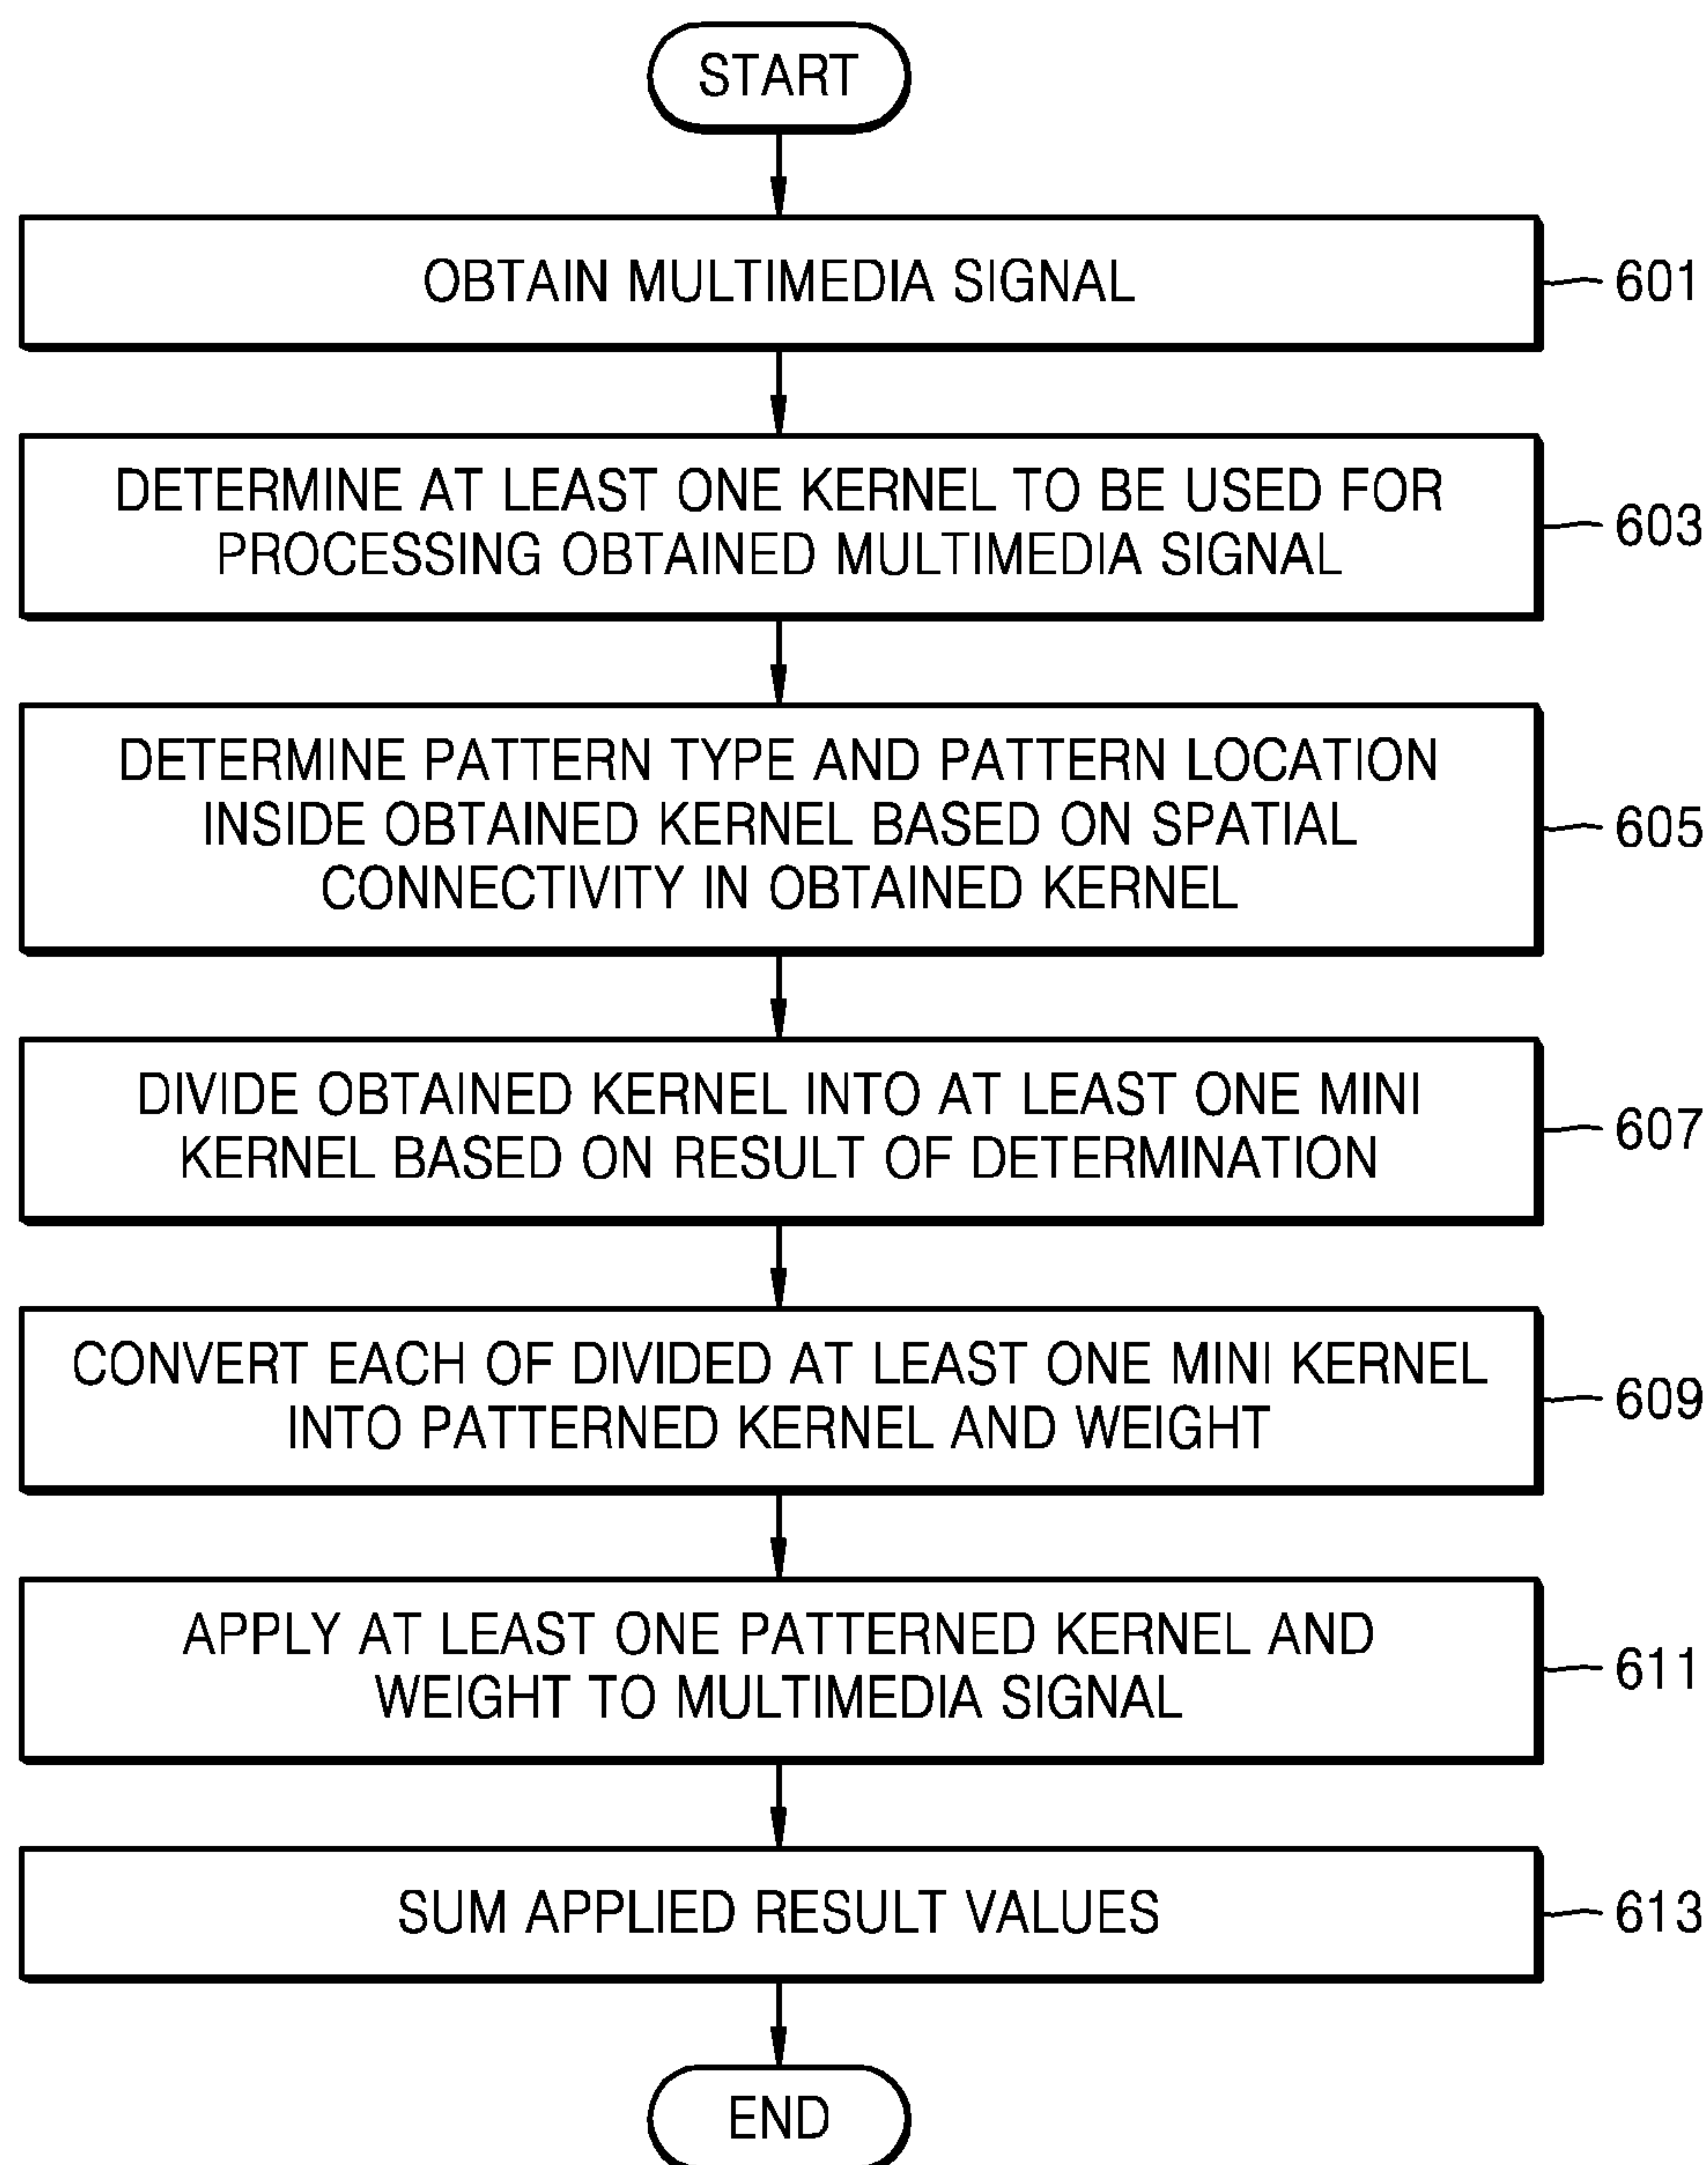 START
OBTAIN MULTIMEDIA SIGNAL
601
DETERMINE AT LEAST ONE KERNEL TO BE USED FOR
PROCESSING OBTAINED MULTIMEDIA SIGNAL
603
DETERMINE PATTERN TYPE AND PATTERN LOCATION
INSIDE OBTAINED KERNEL BASED ON SPATIAL
CONNECTIVITY IN OBTAINED KERNEL
605
DIVIDE OBTAINED KERNEL INTO AT LEAST ONE MINI
KERNEL BASED ON RESULT OF DETERMINATION
607
CONVERT EACH OF DIVIDED AT LEAST ONE MINI KERNEL
INTO PATTERNED KERNEL AND WEIGHT
609
APPLY AT LEAST ONE PATTERNED KERNEL AND
WEIGHT TO MULTIMEDIA SIGNAL
611
SUM APPLIED RESULT VALUES
613
END